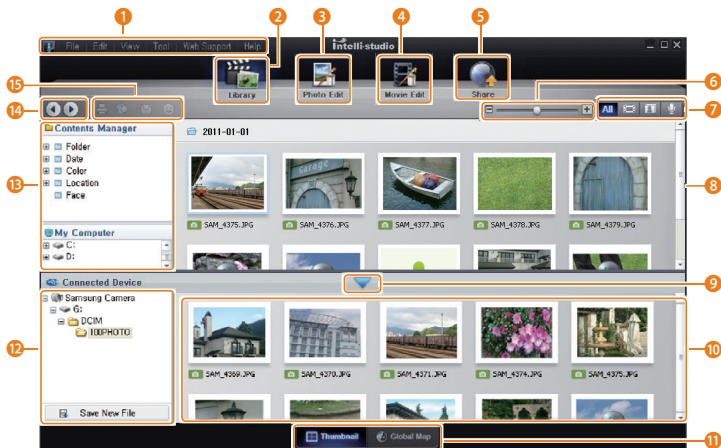 1
2
3
4
5
File Edit View Tool Web Support Help
intelli-studio
Library
Photo Edit
Movie Edit
Share
6
15
14
7
All
Contents Manager
2011-01-01
Folder
Date
Color
Location
Face
13
8
SAM_4375.JPG
SAM_4376.JPG
SAM_4377.JPG
SAM_4378.JPG
SAM_4379.JPG
My Computer
C:
D:
Connected Device
9
Samsung Camera
G:
DCIM
100PHOTO
12
10
SAM_4369.JPG
SAM_4370.JPG
SAM_4371.JPG
SAM_4374.JPG
SAM_4375.JPG
Save New File
Thumbnail
Global Map
11